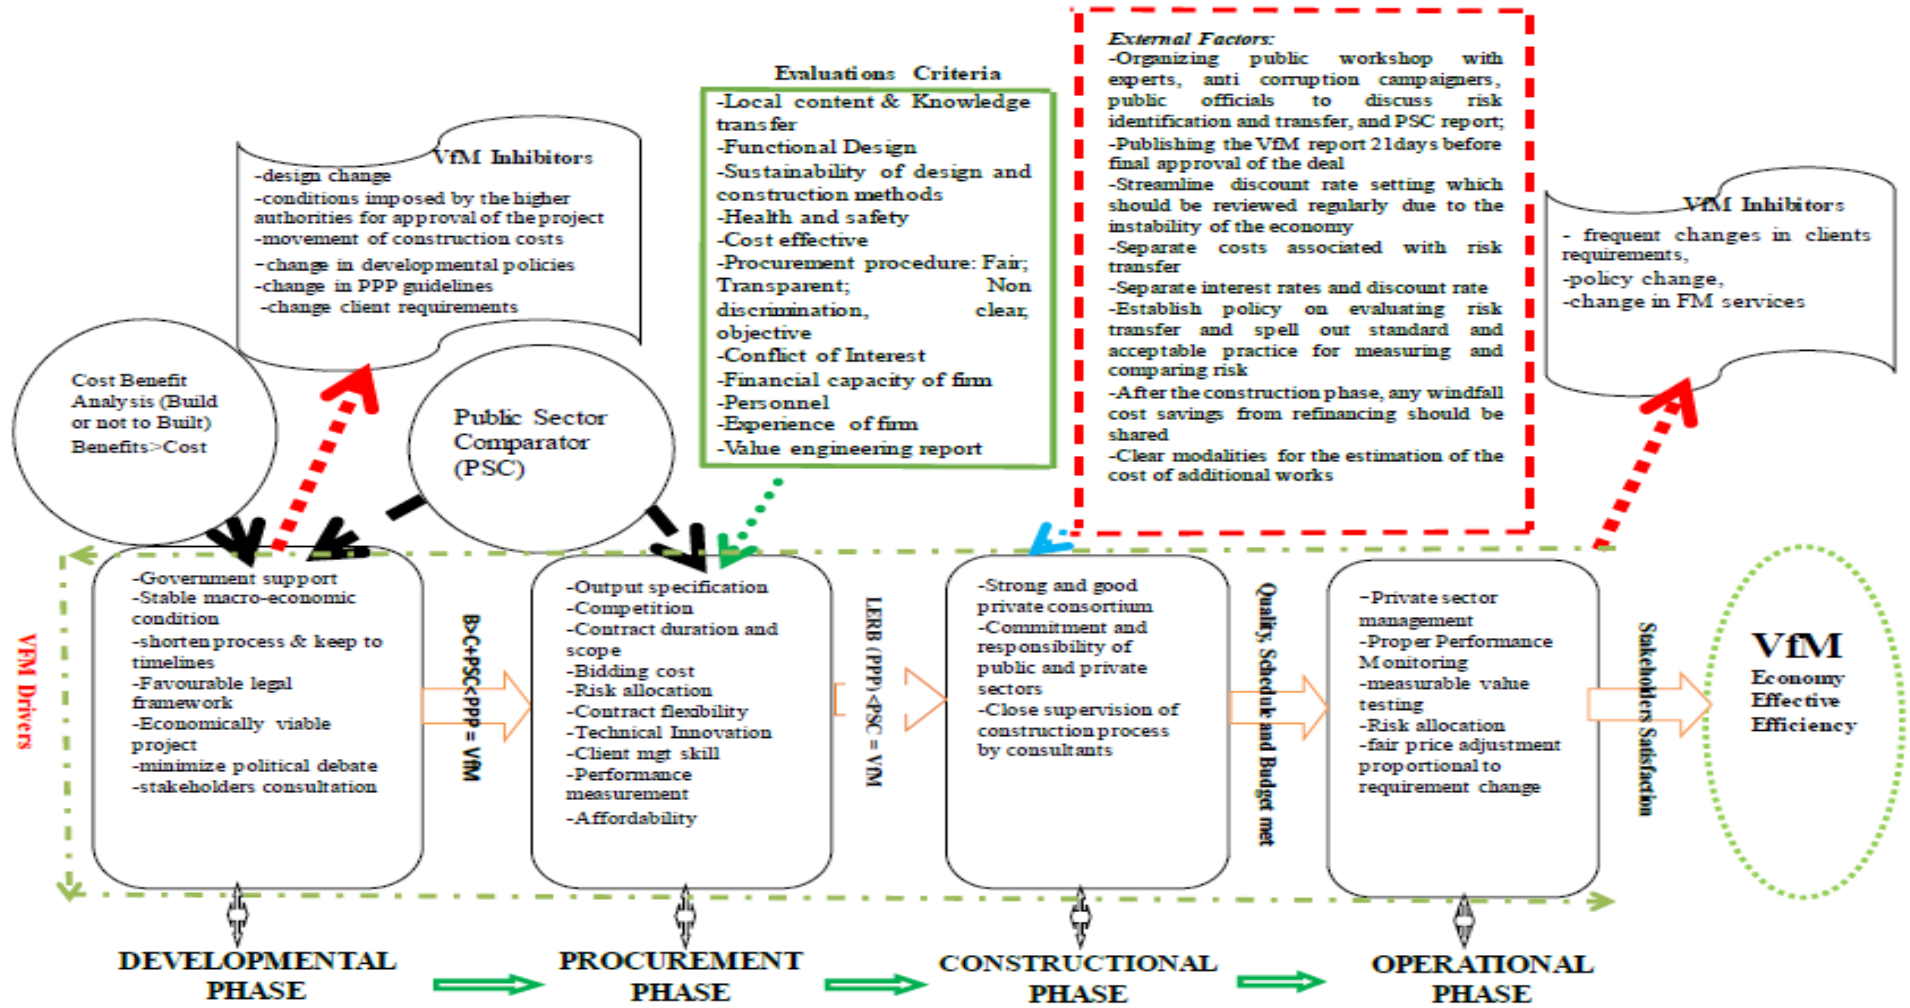 VfM Inhibitors
-design change
-conditions imposed by the higher
authorities for approval of the project
-movement of construction costs
-change in developmental policies
-change in PPP guidelines
-change client requirements
Cost Benefit
Analysis (Build
or not to Built)
Benefits>Cost
Public Sector
Comparator
(PSC)
Evaluations Criteria
-Local content & Knowledge
transfer
-Functional Design
-Sustainability of design and
construction methods
-Health and safety
-Cost effective
-Procurement procedure: Fair;
Transparent; Non
discrimination, clear,
objective
-Conflict of Interest
-Financial capacity of firm
-Personnel
-Experience of firm
-Value engineering report
External Factors:
-Organizing public workshop with
experts, anti corruption campaigners,
public officials to discuss risk
identification and transfer, and PSC report;
-Publishing the VfM report 21days before
final approval of the deal
-Streamline discount rate setting which
should be reviewed regularly due to the
instability of the economy
-Separate costs associated with risk
transfer
-Separate interest rates and discount rate
-Establish policy on evaluating risk
transfer and spell out standard and
acceptable practice for measuring and
comparing risk
-After the construction phase, any windfall
cost savings from refinancing should be
shared
-Clear modalities for the estimation of the
cost of additional works
VfM Inhibitors
- frequent changes in clients
requirements,
-policy change,
-change in FM services
VFM Drivers
-Government support
-Stable macro-economic
condition
-shorten process & keep to
timelines
-Favourable legal
framework
-Economically viable
project
-minimize political debate
-stakeholders consultation
B>C+PSC<PPP = VfM
-Output specification
-Competition
-Contract duration and
scope
-Bidding cost
-Risk allocation
-Contract flexibility
-Technical Innovation
-Client mgt skill
-Performance
measurement
-Affordability
LERB (PPP)<PSC = VfM
-Strong and good
private consortium
-Commitment and
responsibility of
public and private
sectors
-Close supervision of
construction process
by consultants
Quality, Schedule and Budget met
-Private sector
management
-Proper Performance
Monitoring
-measurable value
testing
-Risk allocation
-fair price adjustment
proportional to
requirement change
Stakeholders Satisfaction
VfM
Economy
Effective
Efficiency
DEVELOPMENTAL
PHASE
PROCUREMENT
PHASE
CONSTRUCTIONAL
PHASE
OPERATIONAL
PHASE